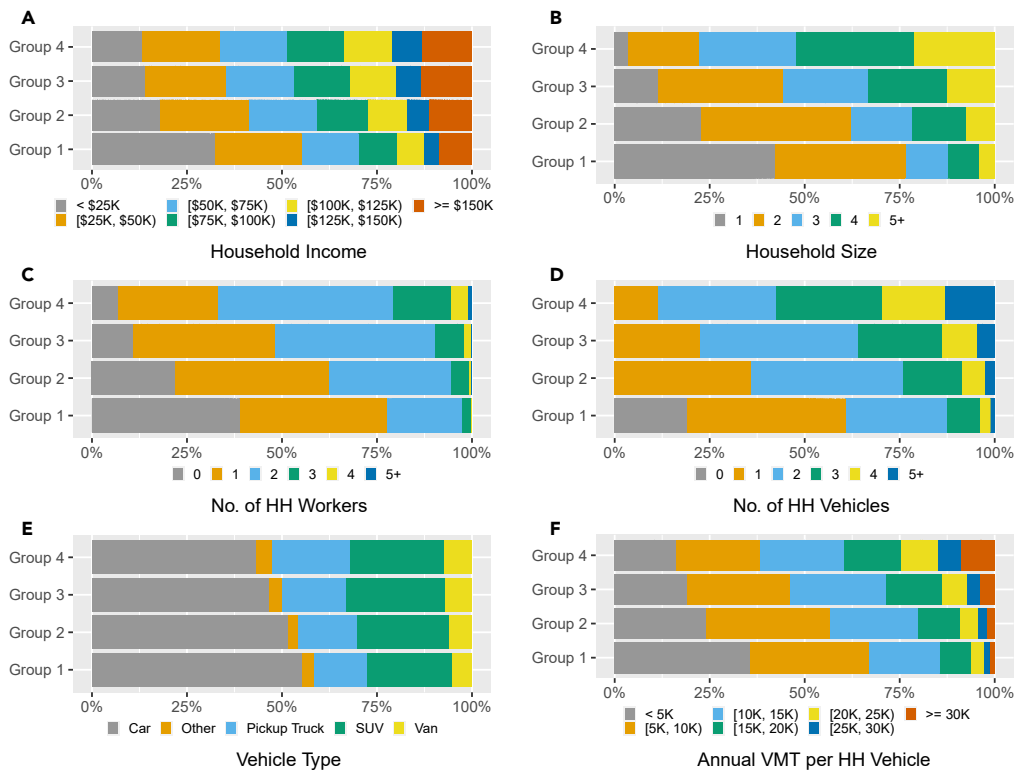 A
Group 4
Group 3
Group 2
Group 1
0% 25% 50% 75% 100%
< $25K [$50K, $75K) [$100K, $125K) >= $150K
[$25K, $50K) [$75K, $100K) [$125K, $150K)
Household Income
B
Group 4
Group 3
Group 2
Group 1
0% 25% 50% 75% 100%
1 2 3 4 5+
Household Size
C
Group 4
Group 3
Group 2
Group 1
0% 25% 50% 75% 100%
0 1 2 3 4 5+
No. of HH Workers
D
Group 4
Group 3
Group 2
Group 1
0% 25% 50% 75% 100%
0 1 2 3 4 5+
No. of HH Vehicles
E
Group 4
Group 3
Group 2
Group 1
0% 25% 50% 75% 100%
Car Other Pickup Truck SUV Van
Vehicle Type
F
Group 4
Group 3
Group 2
Group 1
0% 25% 50% 75% 100%
< 5K [10K, 15K) [20K, 25K) >= 30K
[5K, 10K) [15K, 20K) [25K, 30K)
Annual VMT per HH Vehicle